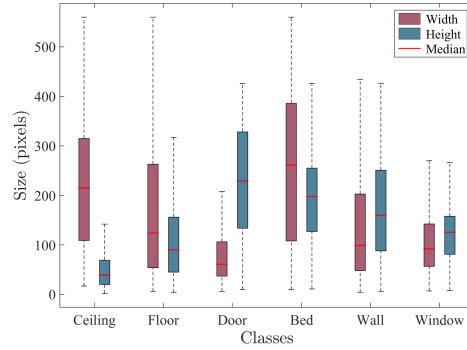 Width
Height
Median
Size (pixels)
500
400
300
200
100
0
Ceiling Floor Door Bed Wall Window
Classes